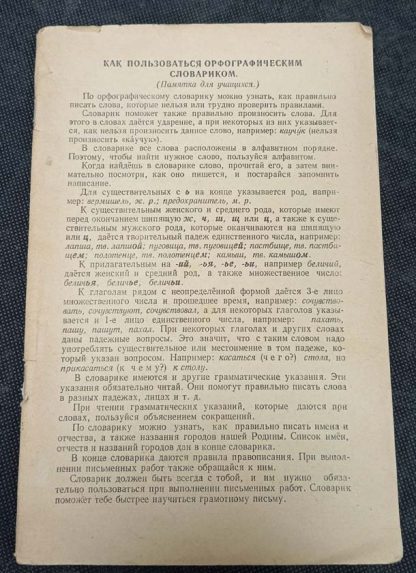 КАК ПОЛЬЗОВАТЬСЯ ОРФОГРАФИЧЕСКИМ
СЛОВАРИКОМ.
(Памятка для учащихся.)
По орфографическому словарику можно узнать, как правильно
писать слова, которые нельзя или трудно проверить правилами.
Словарик поможет также правильно произносить слова. Для
этого в словах даётся ударение, а при некоторых из них указывает-
ся, как нельзя произносить данное слово, например: каучу́к (нельзя
произносить «ка́учук»).
В словарике все слова расположены в алфавитном порядке.
Поэтому, чтобы найти нужное слово, пользуйся алфавитом.
Когда найдёшь в словарике слово, прочитай его, а затем внима-
тельно посмотри, как оно пишется, и постарайся запомнить
написание.
Для существительных с ь на конце указывается род, напри-
мер: вермишель, ж. р.; предохранитель, м. р.
К существительным женского и среднего рода, которые имеют
перед окончанием шипящую ж, ч, ш, щ или ц, а также к суще-
ствительным мужского рода, которые оканчиваются на шипящую
или ц, даётся творительный падеж единственного числа, например:
лапша, тв. лапшой; пуговица, тв. пуговицей; пастбище, тв. пастби-
щем; полотенце, тв. полотенцем; камыш, тв. камышом.
К прилагательным на -ий, -ья, -ье, -ьи, например беличий,
даётся женский и средний род, а также множественное число:
беличья, беличье, беличьи.
К глаголам рядом с неопределённой формой даётся 3-е лицо
множественного числа и прошедшее время, например: сочувство-
вать, сочувствуют, сочувствовал, а для некоторых глаголов указы-
вается и 1-е лицо единственного числа, например: пахать,
пашу, пашут, пахал. При некоторых глаголах и других словах
даны падежные вопросы. Это значит, что с таким словом надо
употреблять существительное или местоимение в том падеже, ко-
торый указан вопросом. Например: касаться (чего?) стола, но
прикасаться (к чему?) к столу.
В словарике имеются и другие грамматические указания. Эти
указания обязательно читай. Они помогут правильно писать слова
в разных падежах, лицах и т. д.
При чтении грамматических указаний, которые даются при
словах, пользуйся объяснением сокращений.
По словарику можно узнать, как правильно писать имена и
отчества, а также названия городов нашей Родины. Список имён,
отчеств и названий городов дан в конце словарика.
В конце словарика даются правила правописания. При выпол-
нении письменных работ также обращайся к ним.
Словарик должен быть всегда с тобой, и им нужно обяза-
тельно пользоваться при выполнении письменных работ. Словарик
поможет тебе быстрее научиться грамотному письму.